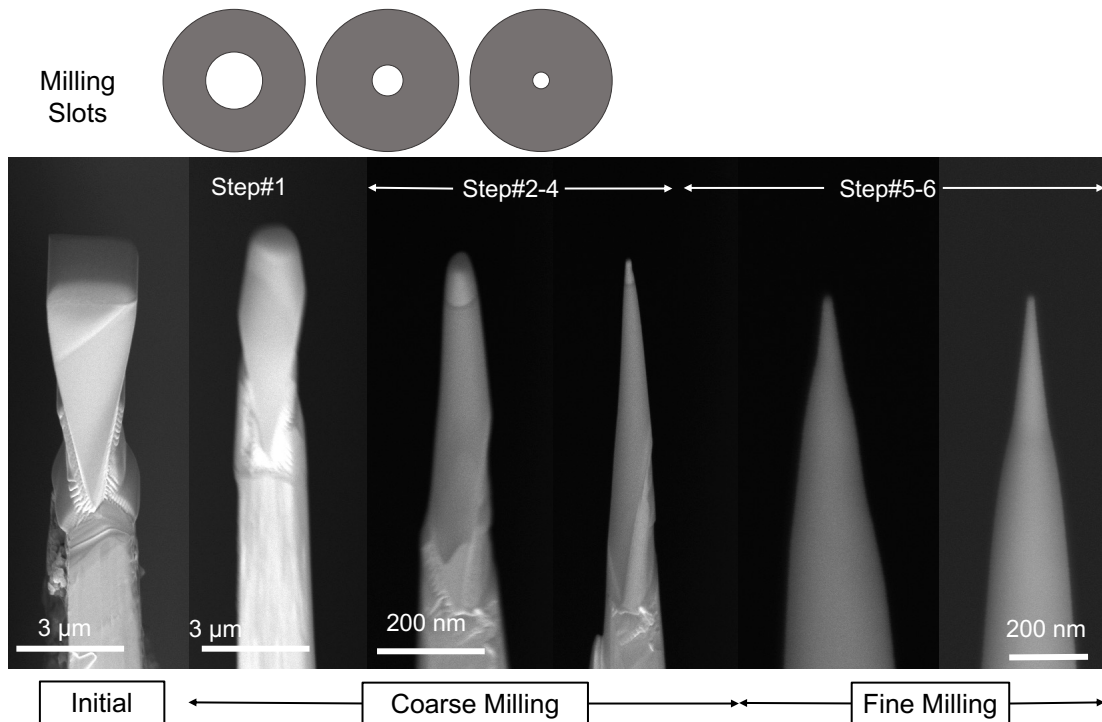 Milling
Slots
Step#1
Step#2-4
Step#5-6
3 µm
3 µm
200 nm
200 nm
Initial
Coarse Milling
Fine Milling